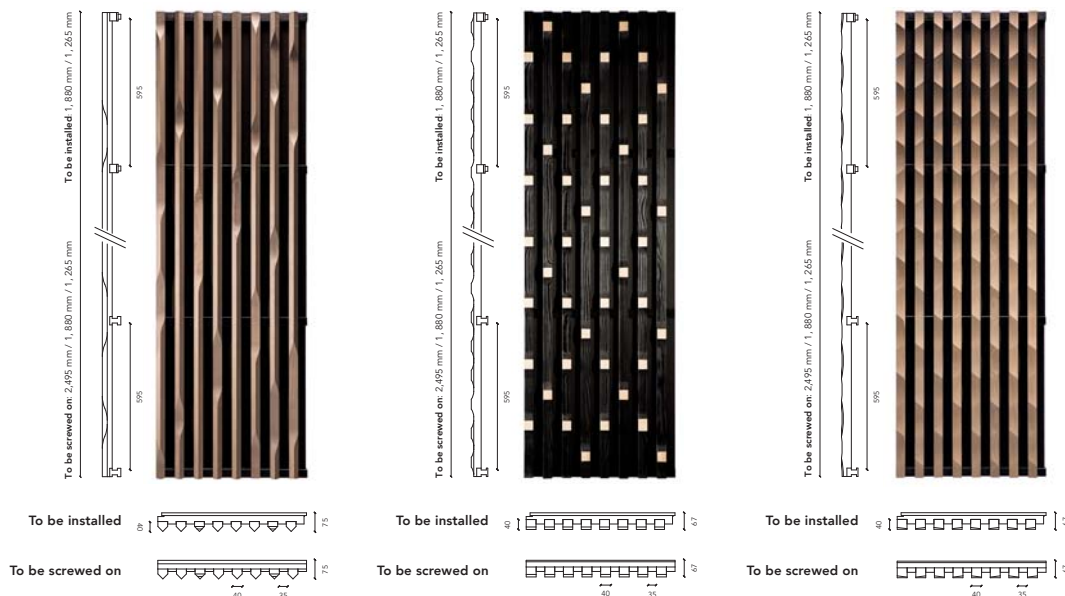 To be installed: 1, 880 mm / 1, 265 mm
To be screwed on: 2,495 mm / 1, 880 mm / 1, 265 mm
595
595
To be installed: 1, 880 mm / 1, 265 mm
To be screwed on: 2,495 mm / 1, 880 mm / 1, 265 mm
595
595
To be installed: 1, 880 mm / 1, 265 mm
To be screwed on: 2,495 mm / 1, 880 mm / 1, 265 mm
595
595
To be installed
40
75
To be installed
40
67
To be installed
40
67
To be screwed on
75
40
35
To be screwed on
67
40
35
To be screwed on
67
40
35